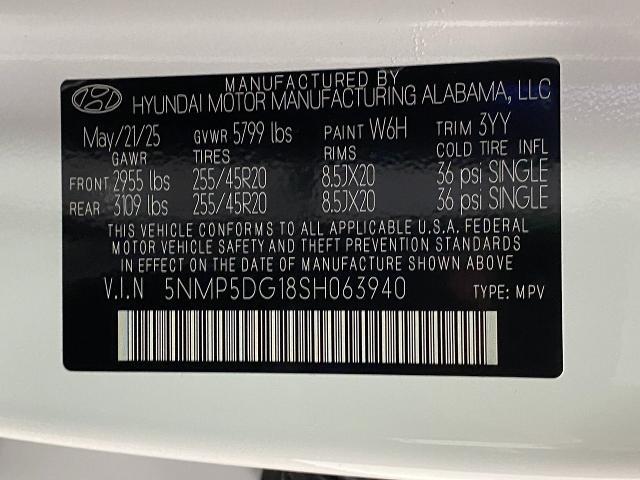 MANUFACTURED BY
HYUNDAI MOTOR MANUFACTURING ALABAMA, LLC
May/21/25 GVWR 5799 lbs PAINT W6H TRIM 3YY
GAWR TIRES RIMS COLD TIRE INFL
FRONT 2955 lbs 255/45R20 8.5JX20 36 psi SINGLE
REAR 3109 lbs 255/45R20 8.5JX20 36 psi SINGLE
THIS VEHICLE CONFORMS TO ALL APPLICABLE U.S.A. FEDERAL
MOTOR VEHICLE SAFETY AND THEFT PREVENTION STANDARDS
IN EFFECT ON THE DATE OF MANUFACTURE SHOWN ABOVE.
V.I.N 5NMP5DG18SH063940 TYPE: MPV